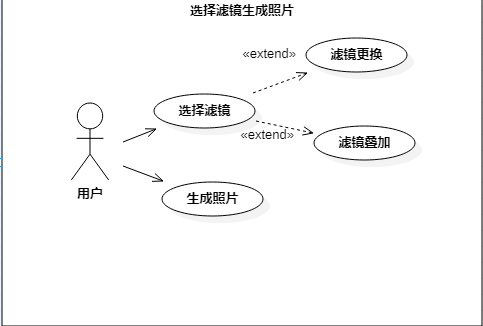 选择滤镜生成照片
«extend»
滤镜更换
选择滤镜
«extend»
滤镜叠加
用户
生成照片